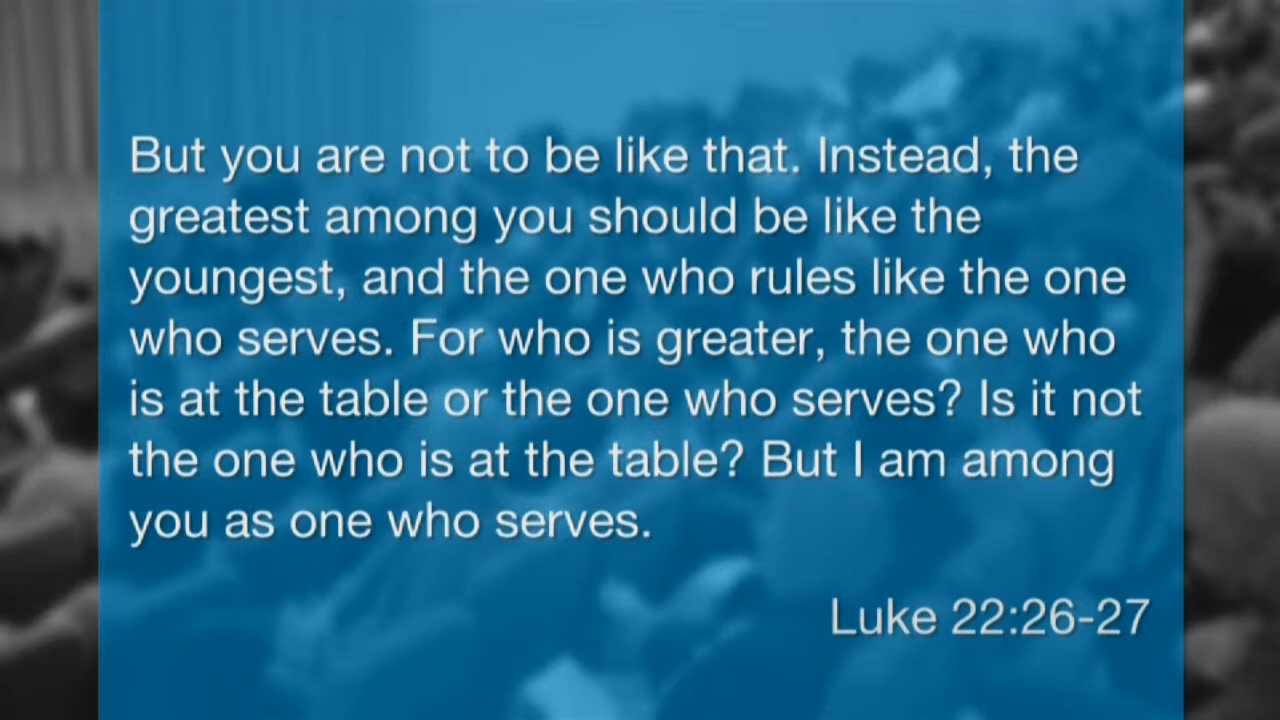 But you are not to be like that. Instead, the
greatest among you should be like the
youngest, and the one who rules like the one
who serves. For who is greater, the one who
is at the table or the one who serves? Is it not
the one who is at the table? But I am among
you as one who serves.
Luke 22:26-27